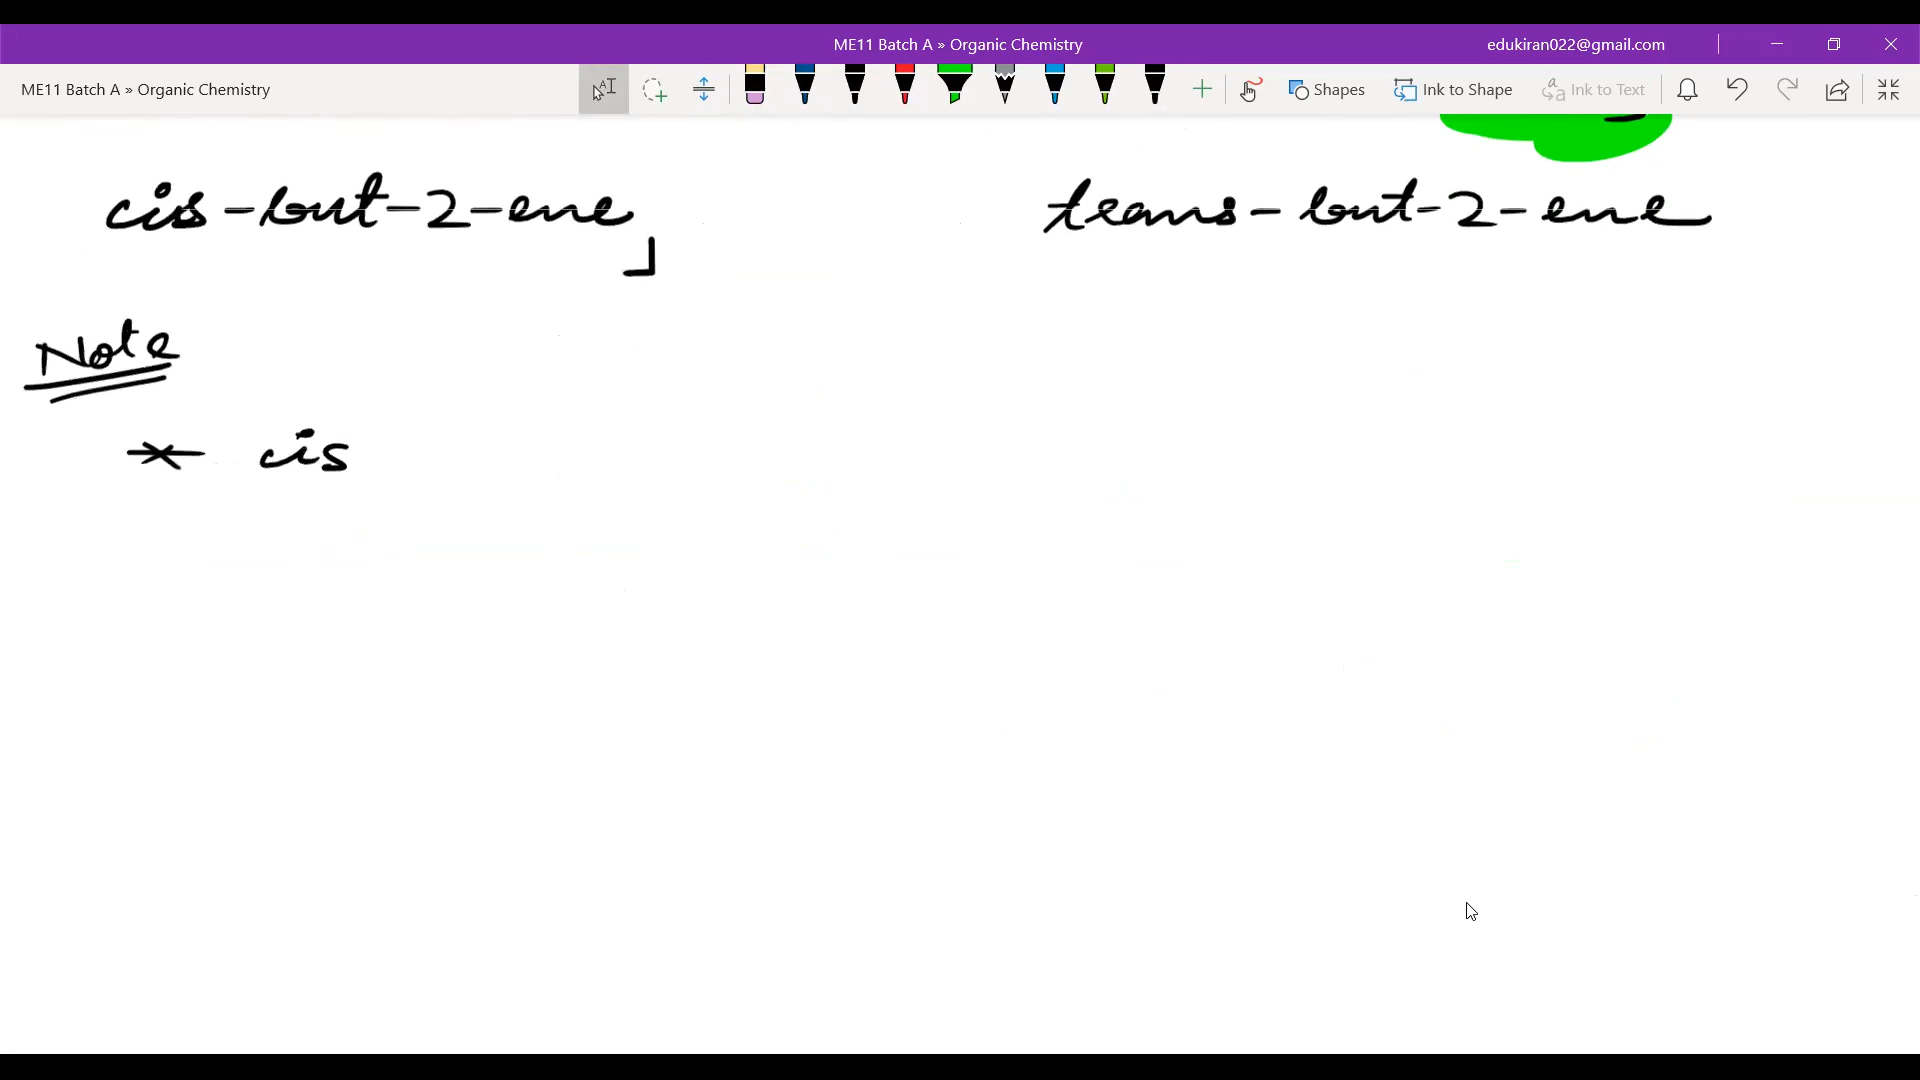 ME11 Batch A » Organic Chemistry
edukiran022@gmail.com
ME11 Batch A » Organic Chemistry
Shapes
Ink to Shape
Ink to Text
cis-but-2-ene
trans-but-2-ene
Note
* cis